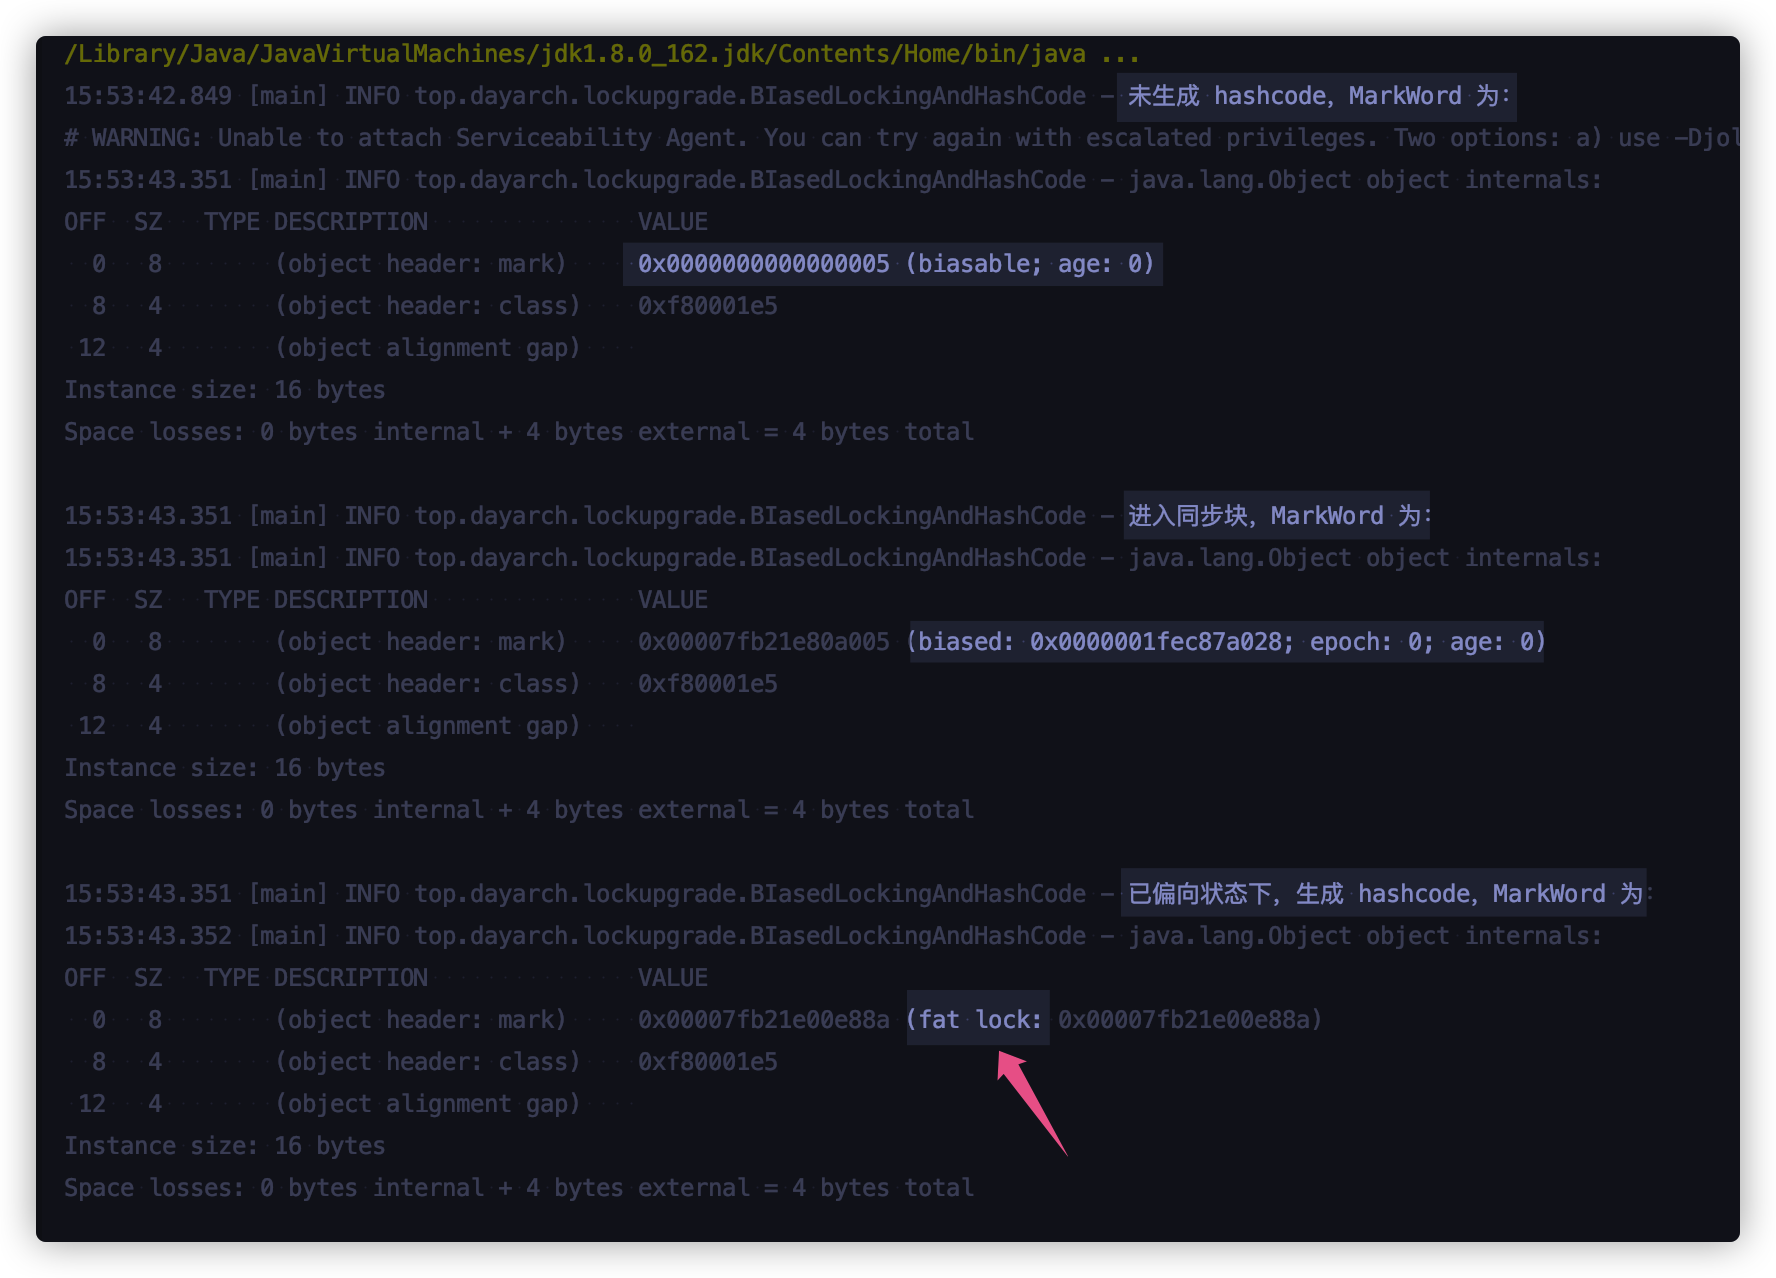 /Library/Java/JavaVirtualMachines/jdk1.8.0_162.jdk/Contents/Home/bin/java ...
15:53:42.849 [main] INFO top.dayarch.lockupgrade.BIasedLockingAndHashCode – 未生成 hashcode, MarkWord 为:
# WARNING: Unable to attach Serviceability Agent. You can try again with escalated privileges. Two options: a) use –Djol
15:53:43.351 [main] INFO top.dayarch.lockupgrade.BIasedLockingAndHashCode – java.lang.Object object internals:
OFF  SZ   TYPE DESCRIPTION               VALUE
  0   8        (object header: mark)     0x0000000000000005 (biasable; age: 0)
  8   4        (object header: class)    0xf80001e5
 12   4        (object alignment gap)
Instance size: 16 bytes
Space losses: 0 bytes internal + 4 bytes external = 4 bytes total
15:53:43.351 [main] INFO top.dayarch.lockupgrade.BIasedLockingAndHashCode – 进入同步块, MarkWord 为:
15:53:43.351 [main] INFO top.dayarch.lockupgrade.BIasedLockingAndHashCode – java.lang.Object object internals:
OFF  SZ   TYPE DESCRIPTION               VALUE
  0   8        (object header: mark)     0x00007fb21e80a005 (biased: 0x0000001fec87a028; epoch: 0; age: 0)
  8   4        (object header: class)    0xf80001e5
 12   4        (object alignment gap)
Instance size: 16 bytes
Space losses: 0 bytes internal + 4 bytes external = 4 bytes total
15:53:43.351 [main] INFO top.dayarch.lockupgrade.BIasedLockingAndHashCode – 已偏向状态下, 生成 hashcode, MarkWord 为:
15:53:43.352 [main] INFO top.dayarch.lockupgrade.BIasedLockingAndHashCode – java.lang.Object object internals:
OFF  SZ   TYPE DESCRIPTION               VALUE
  0   8        (object header: mark)     0x00007fb21e00e88a (fat lock: 0x00007fb21e00e88a)
  8   4        (object header: class)    0xf80001e5
 12   4        (object alignment gap)
Instance size: 16 bytes
Space losses: 0 bytes internal + 4 bytes external = 4 bytes total